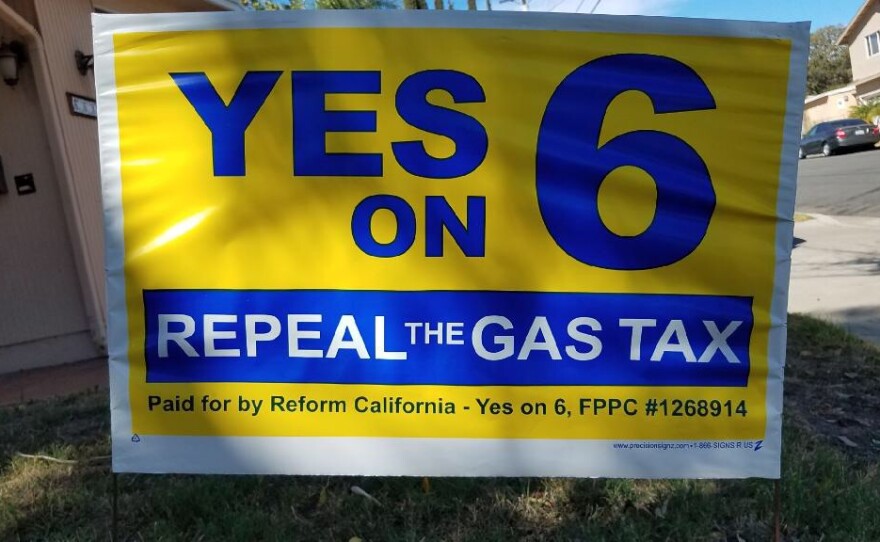 YES
ON
6
REPEAL THE GAS TAX
Paid for by Reform California - Yes on 6, FPPC #1268914
www.precisionsignz.com • 1-866-SIGNS R US